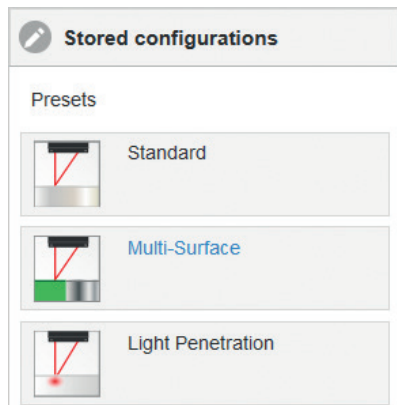 Stored configurations
Presets
Standard
Multi-Surface
Light Penetration